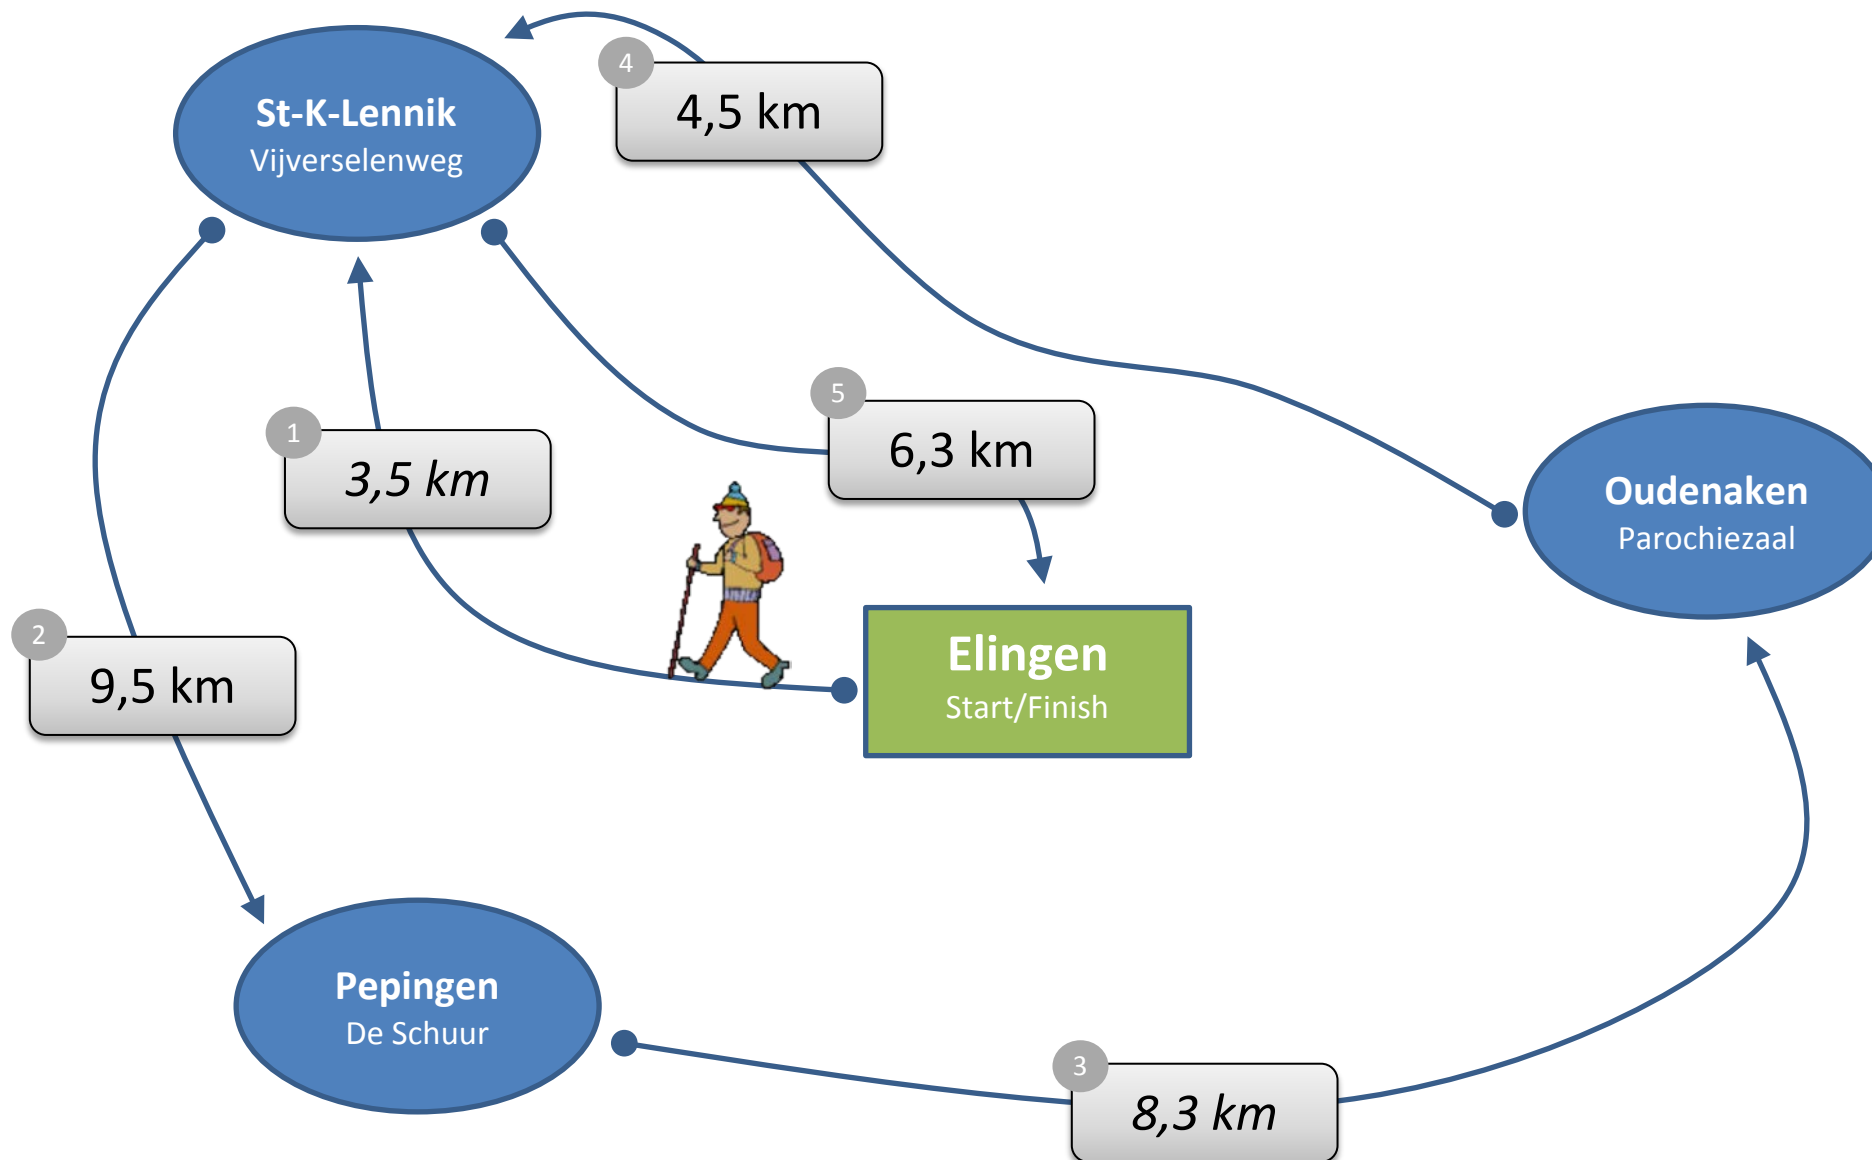 4
4,5 km
St-K-Lennik
Vijverselenweg
5
6,3 km
1
3,5 km
Oudenaken
Parochiezaal
2
9,5 km
Elingen
Start/Finish
Pepingen
De Schuur
3
8,3 km